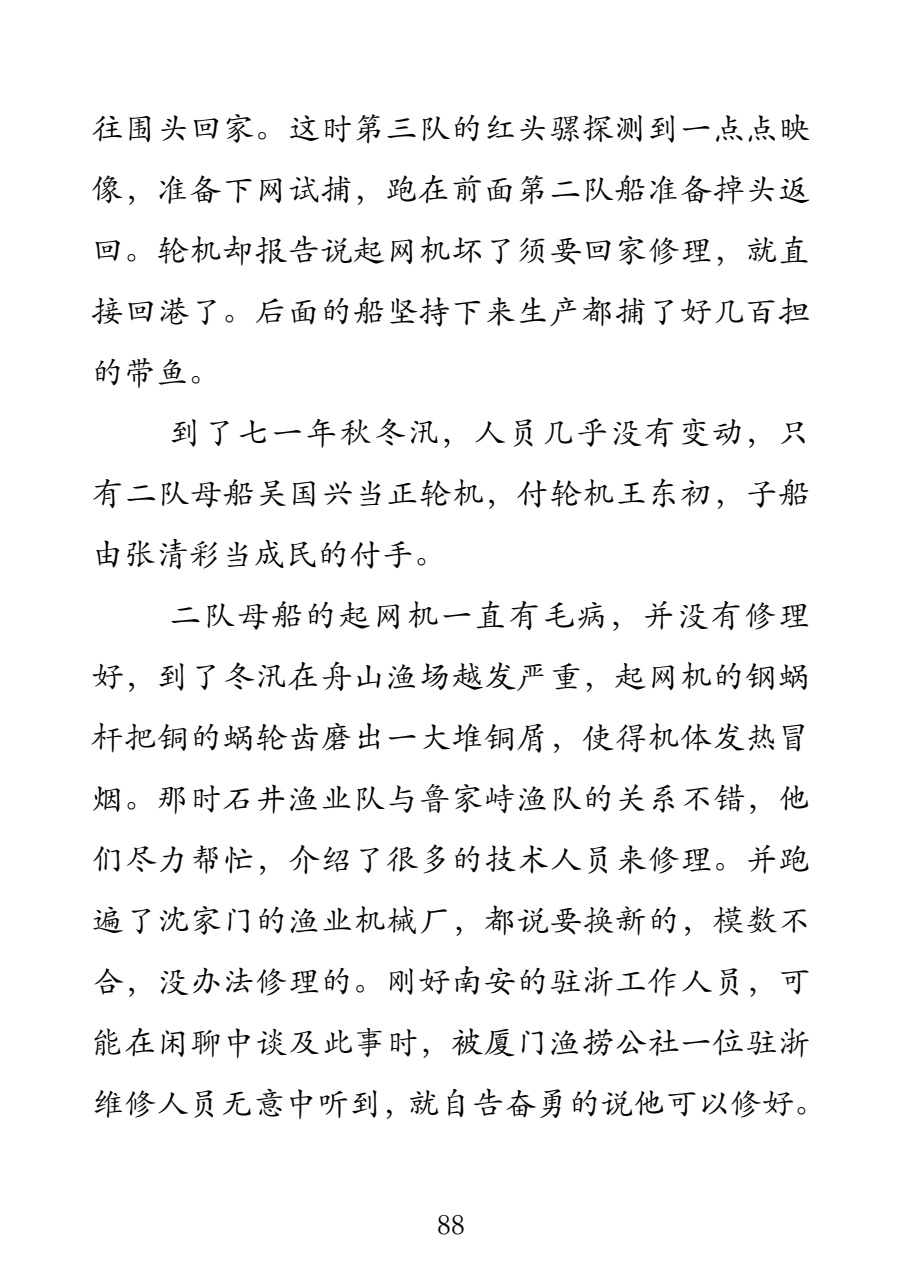 往围头回家。这时第三队的红头骡探测到一点点映
像，准备下网试捕，跑在前面第二队船准备掉头返
回。轮机却报告说起网机坏了须要回家修理，就直
接回港了。后面的船坚持下来生产都捕了好几百担
的带鱼。
到了七一年秋冬汛，人员几乎没有变动，只
有二队母船吴国兴当正轮机，付轮机王东初，子船
由张清彩当成民的付手。
二队母船的起网机一直有毛病，并没有修理
好，到了冬汛在舟山渔场越发严重，起网机的钢蜗
杆把铜的蜗轮齿磨出一大堆铜屑，使得机体发热冒
烟。那时石井渔业队与鲁家峙渔队的关系不错，他
们尽力帮忙，介绍了很多的技术人员来修理。并跑
遍了沈家门的渔业机械厂，都说要换新的，模数不
合，没办法修理的。刚好南安的驻浙工作人员，可
能在闲聊中谈及此事时，被厦门渔捞公社一位驻浙
维修人员无意中听到，就自告奋勇的说他可以修好。
88